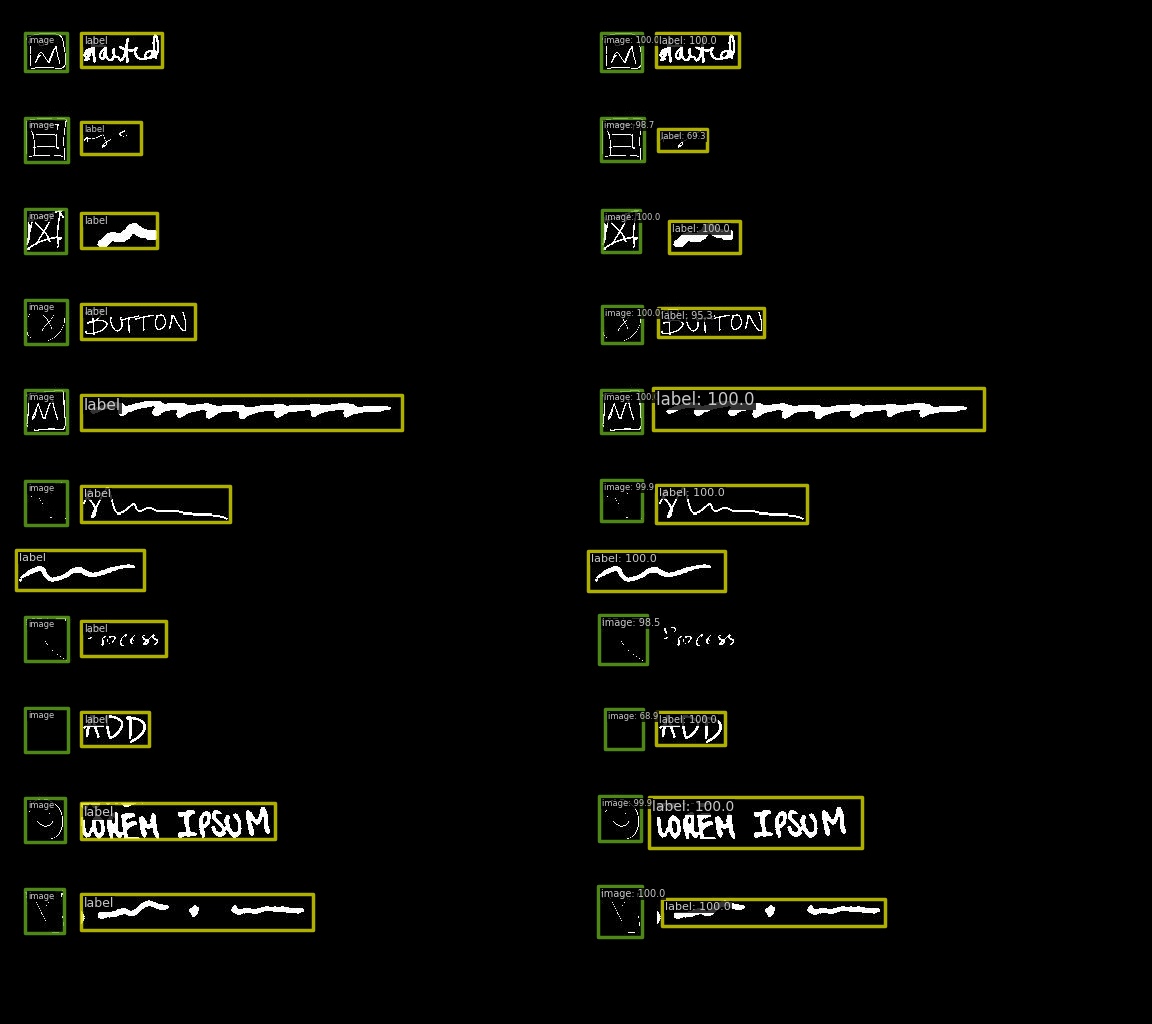 image label image: 100.0 label: 100.0
image label image: 98.7 label: 69.3
image label image: 100.0 label: 100.0
image label BUTTON image: 100.0 label: 95.3 BUTTON
image label image: 100.0 label: 100.0
image label image: 99.9 label: 100.0
label label: 100.0
image label Process image: 98.5 Process
image label ADD image: 68.9 label: 100.0 ADD
image label LOREM IPSUM image: 99.9 label: 100.0 LOREM IPSUM
image label image: 100.0 label: 100.0